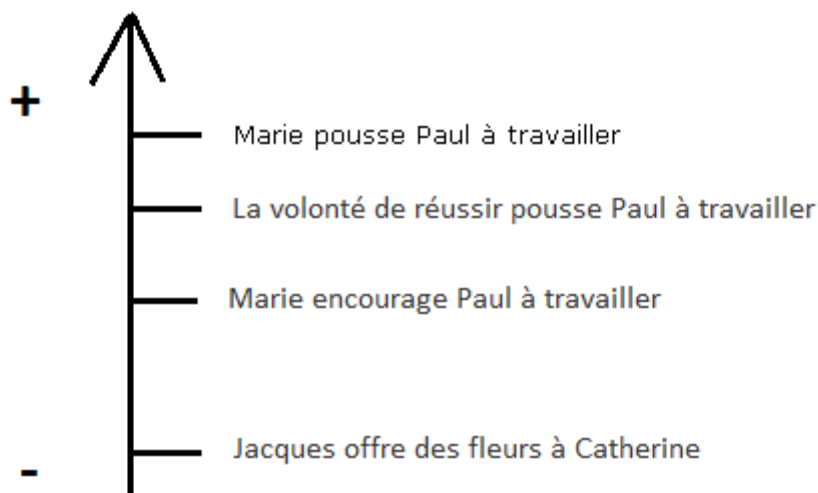 +
Marie pousse Paul à travailler
La volonté de réussir pousse Paul à travailler
Marie encourage Paul à travailler
Jacques offre des fleurs à Catherine
-